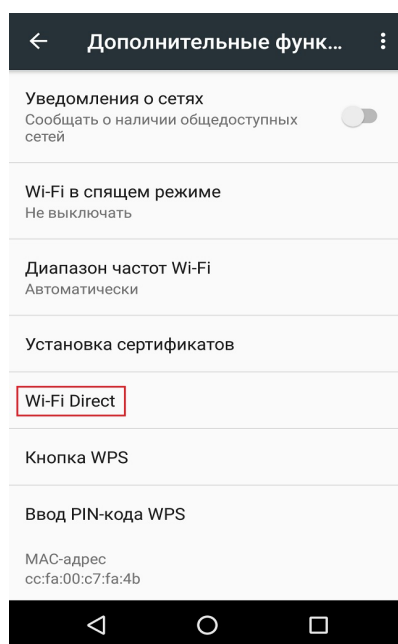 Дополнительные функ...
Уведомления о сетях
Сообщать о наличии общедоступных
сетей
Wi-Fi в спящем режиме
Не выключать
Диапазон частот Wi-Fi
Автоматически
Установка сертификатов
Wi-Fi Direct
Кнопка WPS
Ввод PIN-кода WPS
MAC-адрес
cc:fa:00:c7:fa:4b